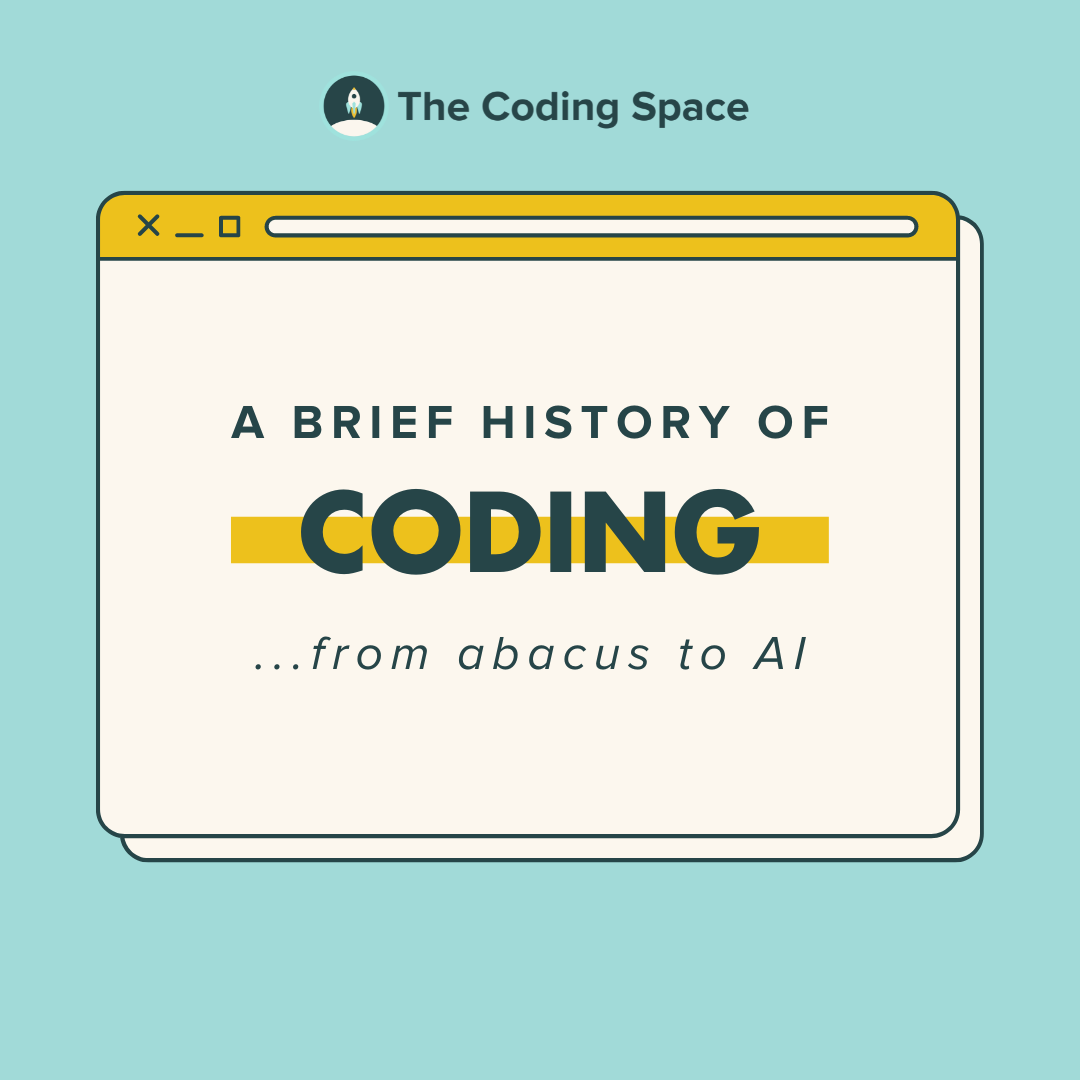 The Coding Space
A BRIEF HISTORY OF
CODING
...from abacus to AI